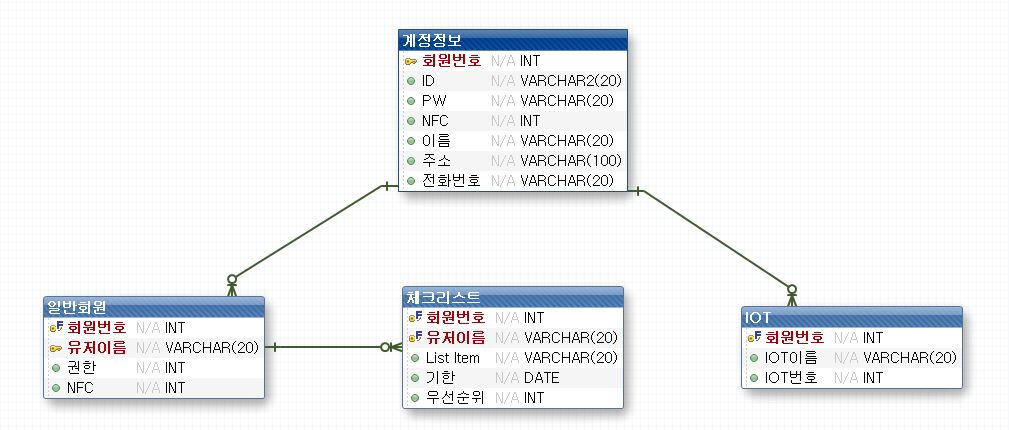 계정정보
회원번호 N/A INT
ID N/A VARCHAR2(20)
PW N/A VARCHAR(20)
NFC N/A INT
이름 N/A VARCHAR(20)
주소 N/A VARCHAR(100)
전화번호 N/A VARCHAR(20)
일반회원
회원번호 N/A INT
유저이름 N/A VARCHAR(20)
권한 N/A INT
NFC N/A INT
체크리스트
회원번호 N/A INT
유저이름 N/A VARCHAR(20)
List Item N/A VARCHAR(20)
기한 N/A DATE
우선순위 N/A INT
IOT
회원번호 N/A INT
IOT이름 N/A VARCHAR(20)
IOT번호 N/A INT